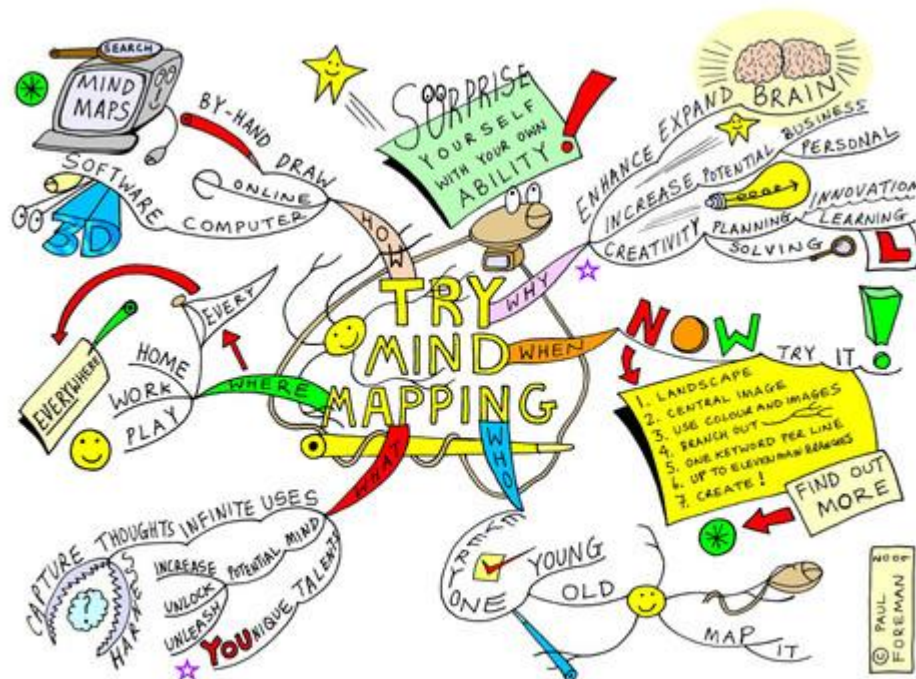 TRY
MIND
MAPPING
SURPRISE
YOURSELF
WITH YOUR OWN
ABILITY!
HOW
BY-HAND DRAW
ONLINE
SOFTWARE COMPUTER
SEARCH
MIND
MAPS
3D
WHY
ENHANCE EXPAND BRAIN
INCREASE POTENTIAL BUSINESS
PERSONAL
CREATIVITY PLANNING INNOVATION
LEARNING
SOLVING
L
WHEN
NOW
TRY IT!
1. LANDSCAPE
2. CENTRAL IMAGE
3. USE COLOUR AND IMAGES
4. BRANCH OUT
5. ONE KEYWORD PER LINE
6. UP TO ELEVEN MAIN BRANCHES
7. CREATE!
FIND OUT
MORE
WHO
EVERY
ONE
YOUNG
OLD
MAP
IT
WHAT
CAPTURE THOUGHTS INFINITE USES
INCREASE POTENTIAL MIND
UNLOCK
UNLEASH
YOUNIQUE TALENTS
WHERE
EVERY
HOME
WORK
PLAY
EVERYWHERE
© PAUL
FOREMAN